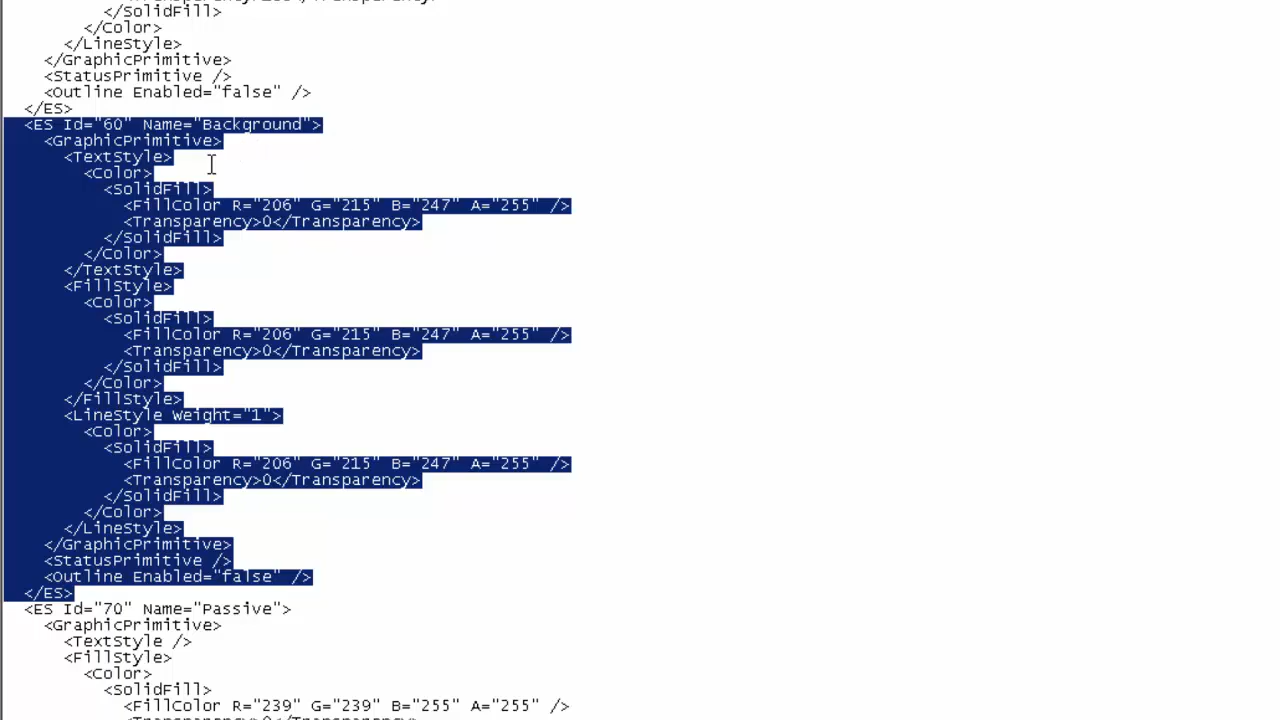 </SolidFill>
</Color>
</LineStyle>
</GraphicPrimitive>
<StatusPrimitive />
<Outline Enabled="false" />
</ES>
<ES Id="60" Name="Background">
<GraphicPrimitive>
<TextStyle>
<Color>
<SolidFill>
<FillColor R="206" G="215" B="247" A="255" />
<Transparency>0</Transparency>
</SolidFill>
</Color>
</TextStyle>
<FillStyle>
<Color>
<SolidFill>
<FillColor R="206" G="215" B="247" A="255" />
<Transparency>0</Transparency>
</SolidFill>
</Color>
</FillStyle>
<LineStyle Weight="1">
<Color>
<SolidFill>
<FillColor R="206" G="215" B="247" A="255" />
<Transparency>0</Transparency>
</SolidFill>
</Color>
</LineStyle>
</GraphicPrimitive>
<StatusPrimitive />
<Outline Enabled="false" />
</ES>
<ES Id="70" Name="Passive">
<GraphicPrimitive>
<TextStyle />
<FillStyle>
<Color>
<SolidFill>
<FillColor R="239" G="239" B="255" A="255" />